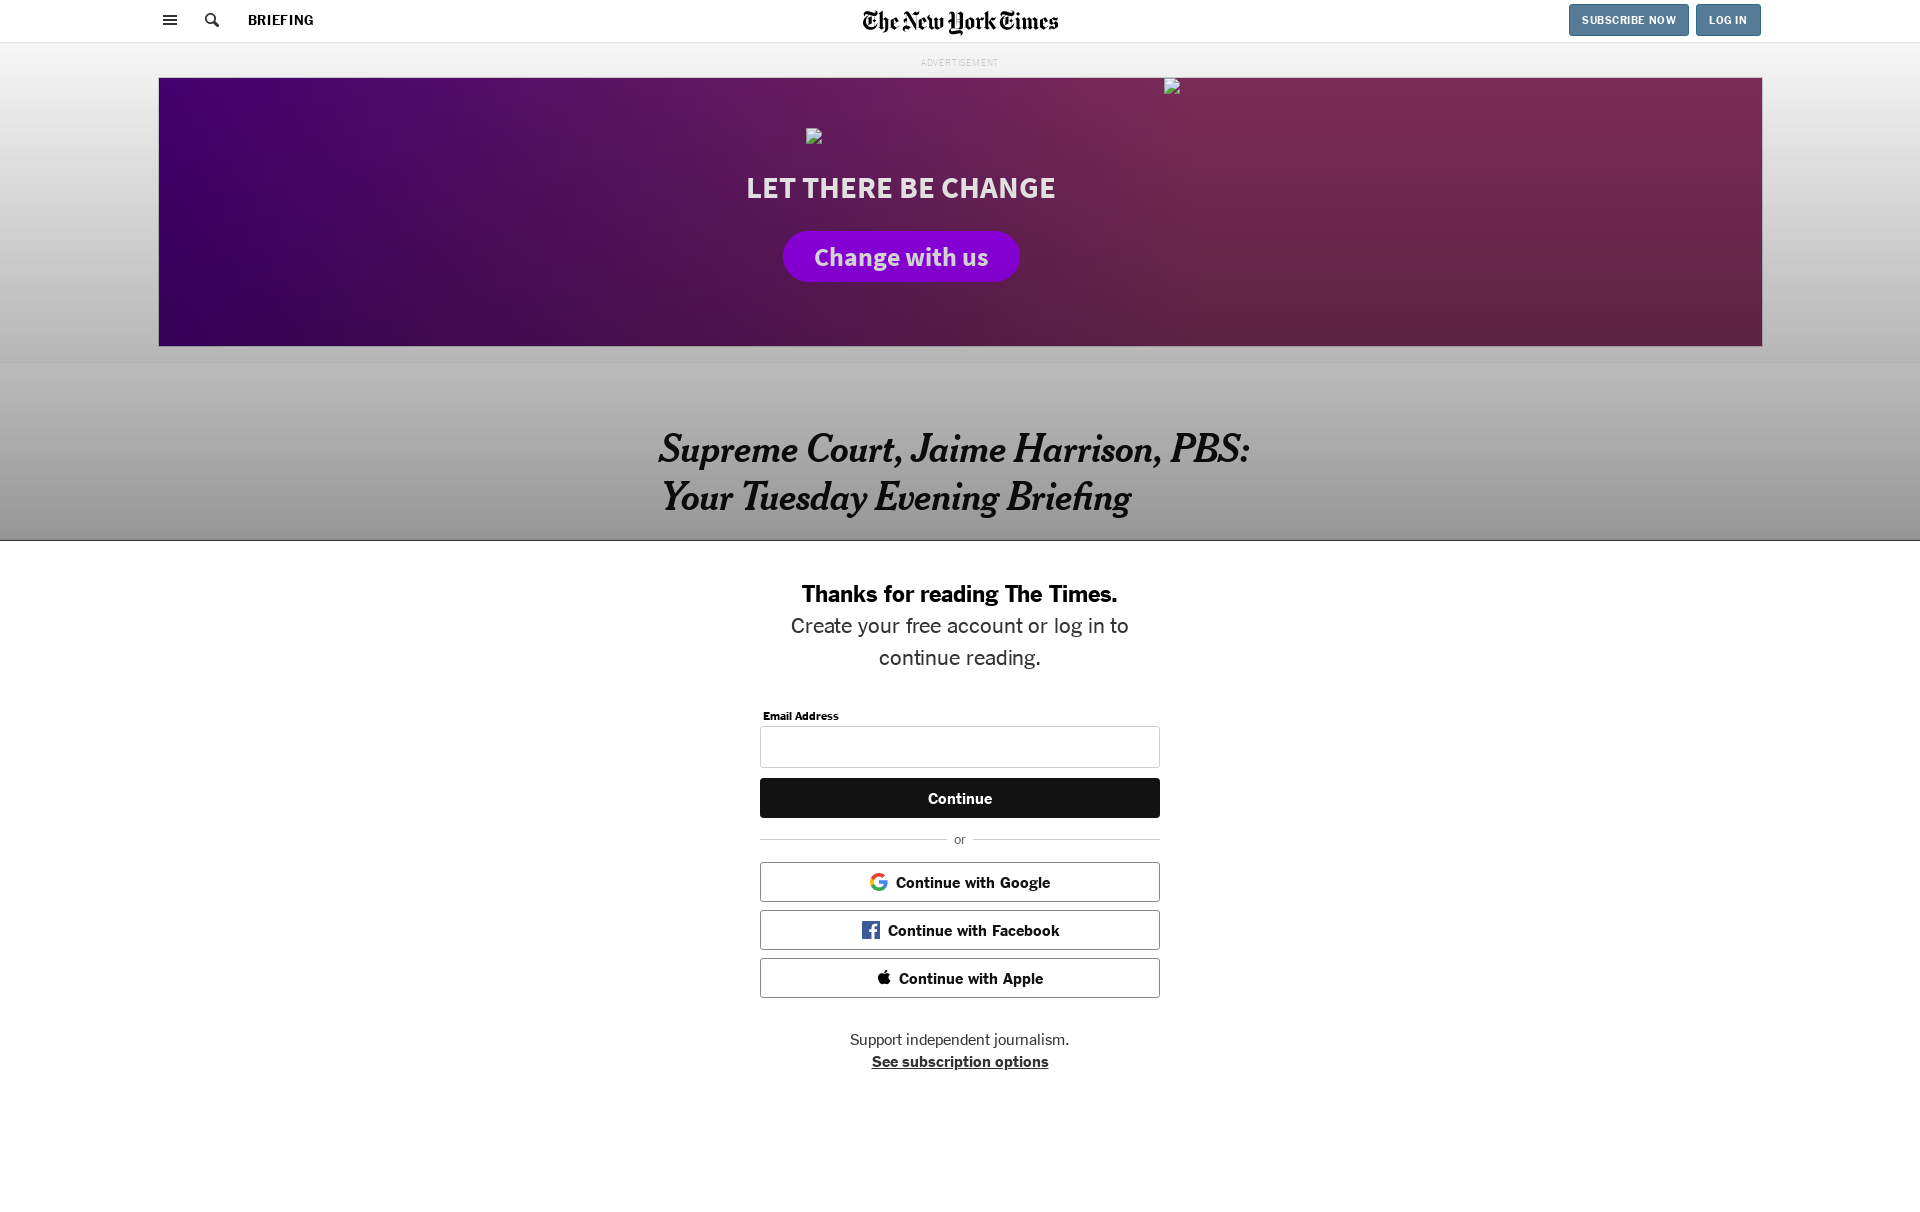 BRIEFING
The New York Times
SUBSCRIBE NOW
LOG IN
ADVERTISEMENT
LET THERE BE CHANGE
Change with us
Supreme Court, Jaime Harrison, PBS:
Your Tuesday Evening Briefing
Thanks for reading The Times.
Create your free account or log in to
continue reading.
Email Address
Continue
or
Continue with Google
Continue with Facebook
Continue with Apple
Support independent journalism.
See subscription options